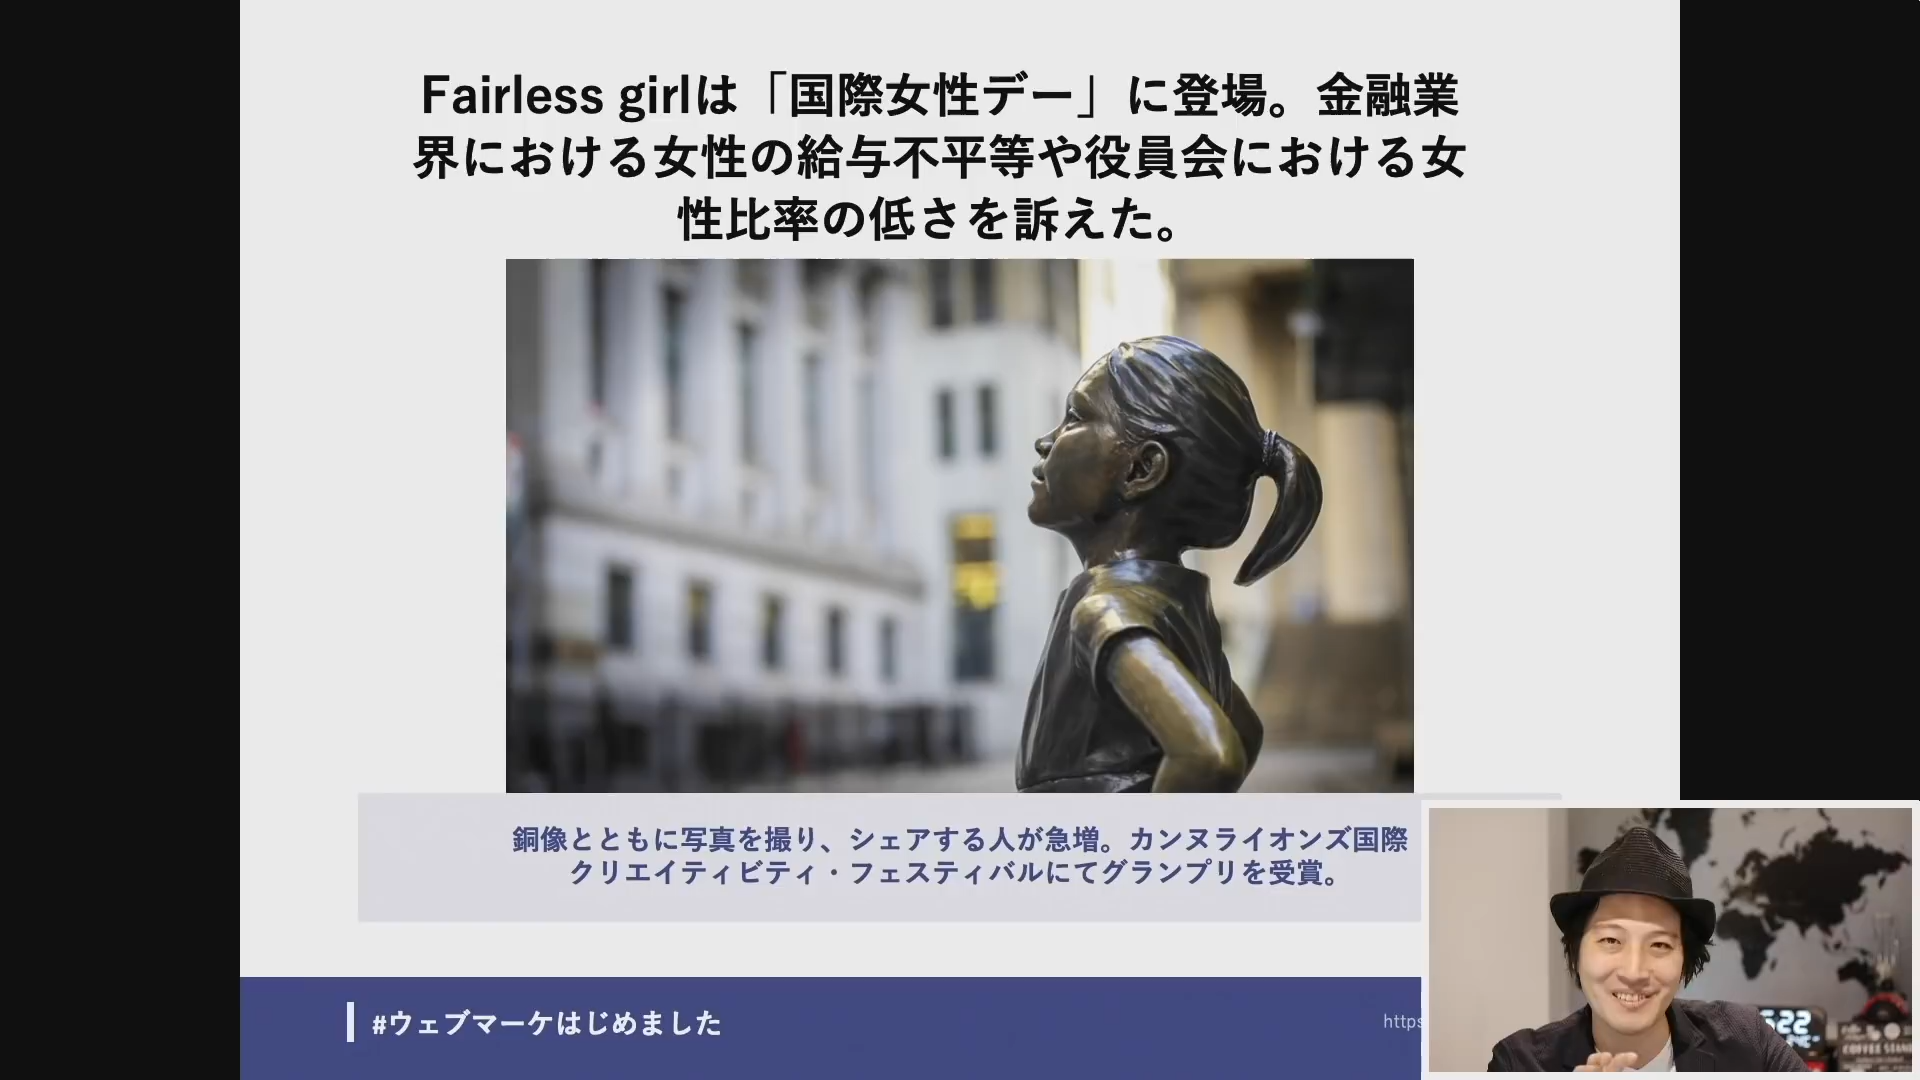 Fairless girlは「国際女性デー」に登場。金融業
界における女性の給与不平等や役員会における女
性比率の低さを訴えた。
銅像とともに写真を撮り、シェアする人が急増。カンヌライオンズ国際
クリエイティビティ・フェスティバルにてグランプリを受賞。
#ウェブマーケはじめました
https
COFFEE STAND